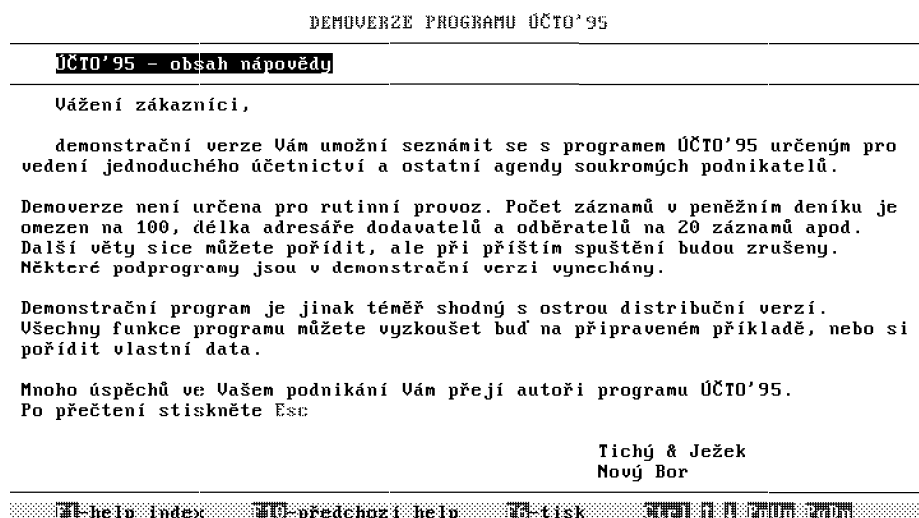 DEMOVERZE PROGRAMU ÚČTO'95
ÚČTO'95 - obsah nápovědy
Vážení zákazníci,
demonstrační verze Vám umožní seznámit se s programem ÚČTO'95 určeným pro
vedení jednoduchého účetnictví a ostatní agendy soukromých podnikatelů.
Demoverze není určena pro rutinní provoz. Počet záznamů v peněžním deníku je
omezen na 100, délka adresáře dodavatelů a odběratelů na 20 záznamů apod.
Další věty sice můžete pořídit, ale při příštím spuštění budou zrušeny.
Některé podprogramy jsou v demonstrační verzi vynechány.
Demonstrační program je jinak téměř shodný s ostrou distribuční verzí.
Všechny funkce programu můžete vyzkoušet buď na připraveném příkladě, nebo si
pořídit vlastní data.
Mnoho úspěchů ve Vašem podnikání Vám přejí autoři programu ÚČTO'95.
Po přečtení stiskněte Esc
Tichý & Ježek
Nový Bor
F1-help index F10-předchozí help F6-tisk